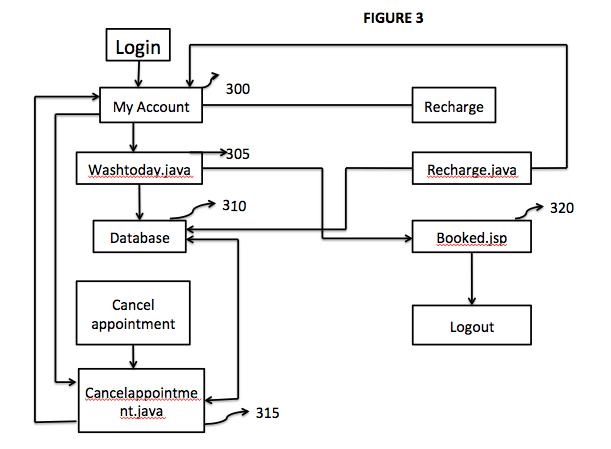 FIGURE 3
Login
300
My Account
Recharge
305
Washtoday.java
Recharge.java
310
320
Database
Booked.jsp
Cancel
appointment
Logout
Cancelappointme
nt.java
315